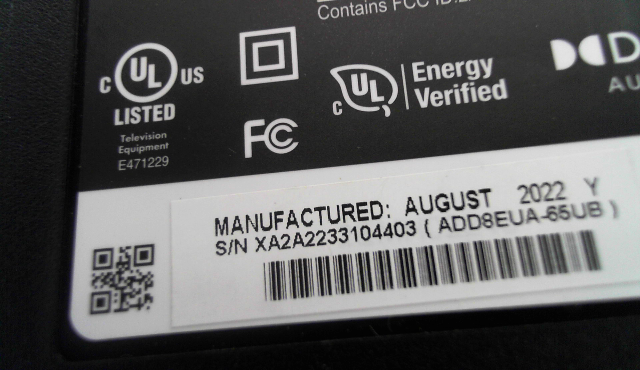 Contains FCC ID:
C UL US
LISTED
Television
Equipment
E471229
FC
C UL
Energy
Verified
AU
MANUFACTURED: AUGUST 2022 Y
S/N XA2A2233104403 ( ADD8EUA-65UB )